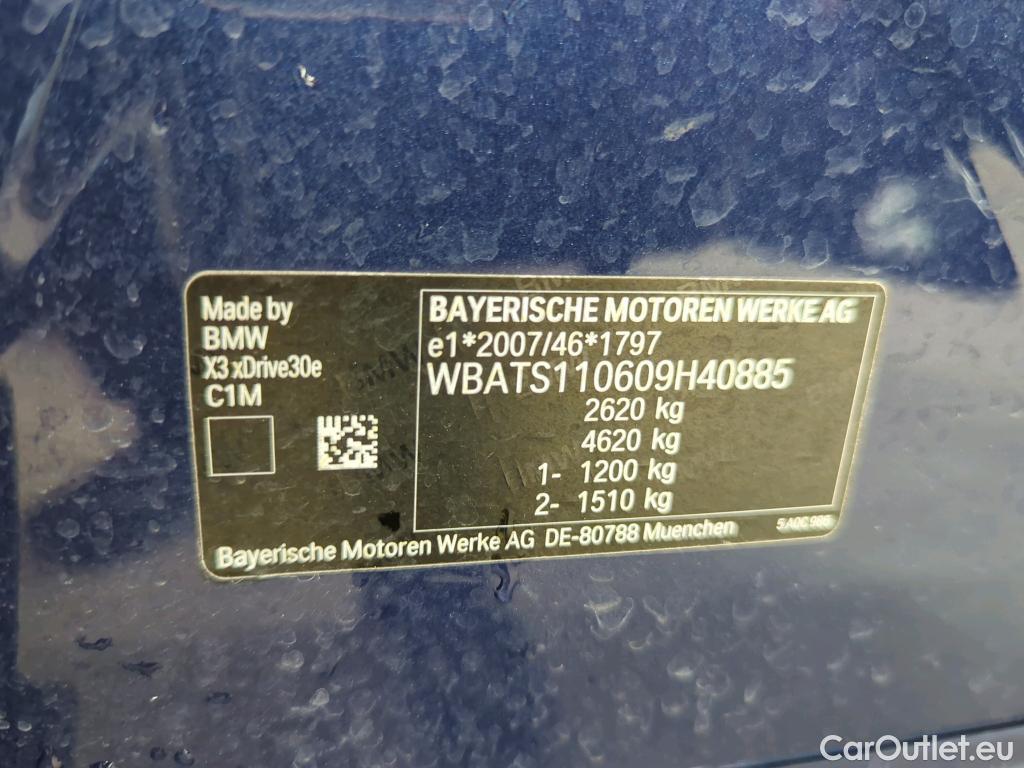 Made by
BMW
X3 xDrive30e
C1M
BAYERISCHE MOTOREN WERKE AG
e1*2007/46*1797
WBATS110609H40885
2620 kg
4620 kg
1- 1200 kg
2- 1510 kg
Bayerische Motoren Werke AG DE-80788 Muenchen
CarOutlet.eu